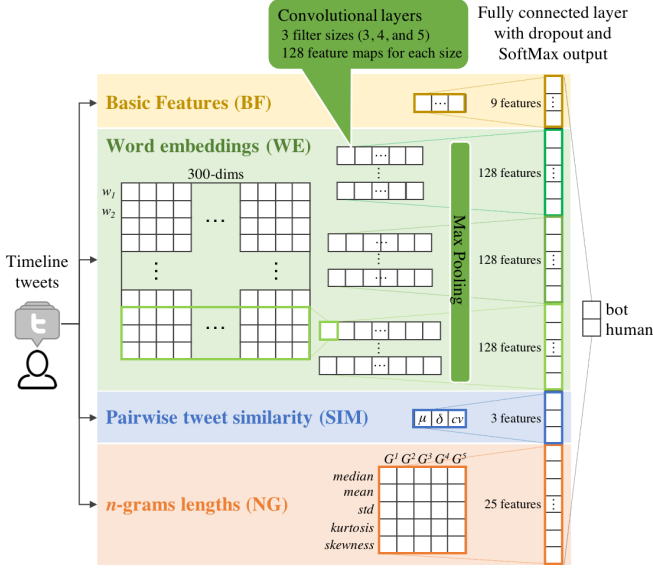 Convolutional layers
3 filter sizes (3, 4, and 5)
128 feature maps for each size
Fully connected layer
with dropout and
SoftMax output
Basic Features (BF)
...
9 features
Word embeddings (WE)
300-dims
w1
w2
...
...
128 features
Max Pooling
128 features
128 features
Timeline
tweets
t
bot
human
Pairwise tweet similarity (SIM)
μ δ cv
3 features
G¹ G² G³ G⁴ G⁵
median
mean
std
kurtosis
skewness
n-grams lengths (NG)
25 features